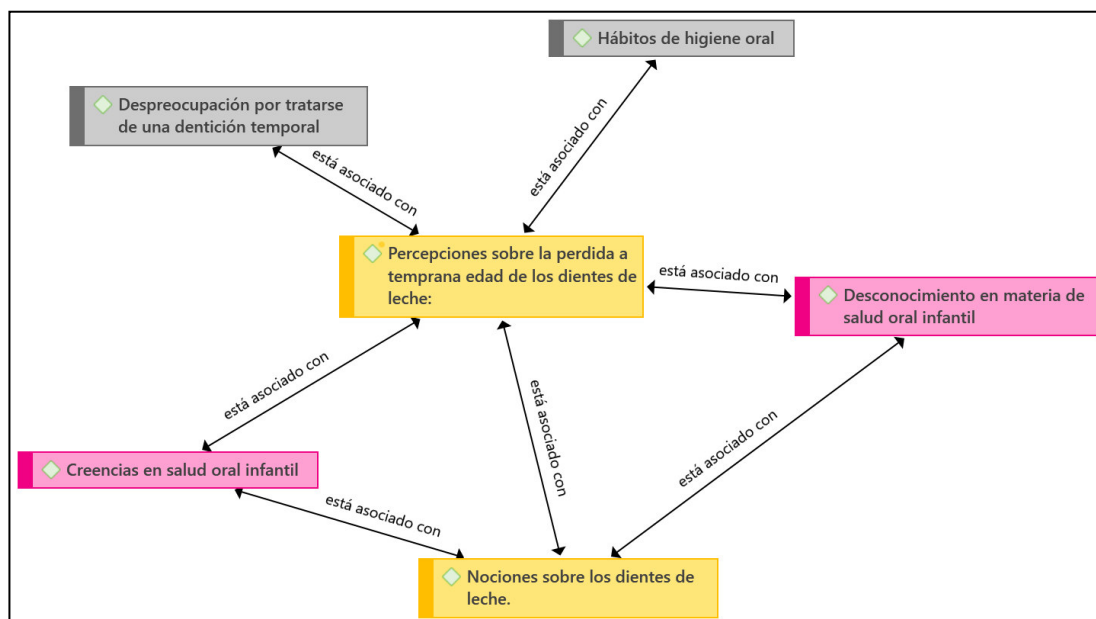 Hábitos de higiene oral
Despreocupación por tratarse
de una dentición temporal
está asociado con
está asociado con
Percepciones sobre la perdida a
temprana edad de los dientes de
leche:
está asociado con
Desconocimiento en materia de
salud oral infantil
está asociado con
está asociado con
está asociado con
Creencias en salud oral infantil
está asociado con
Nociones sobre los dientes de
leche.